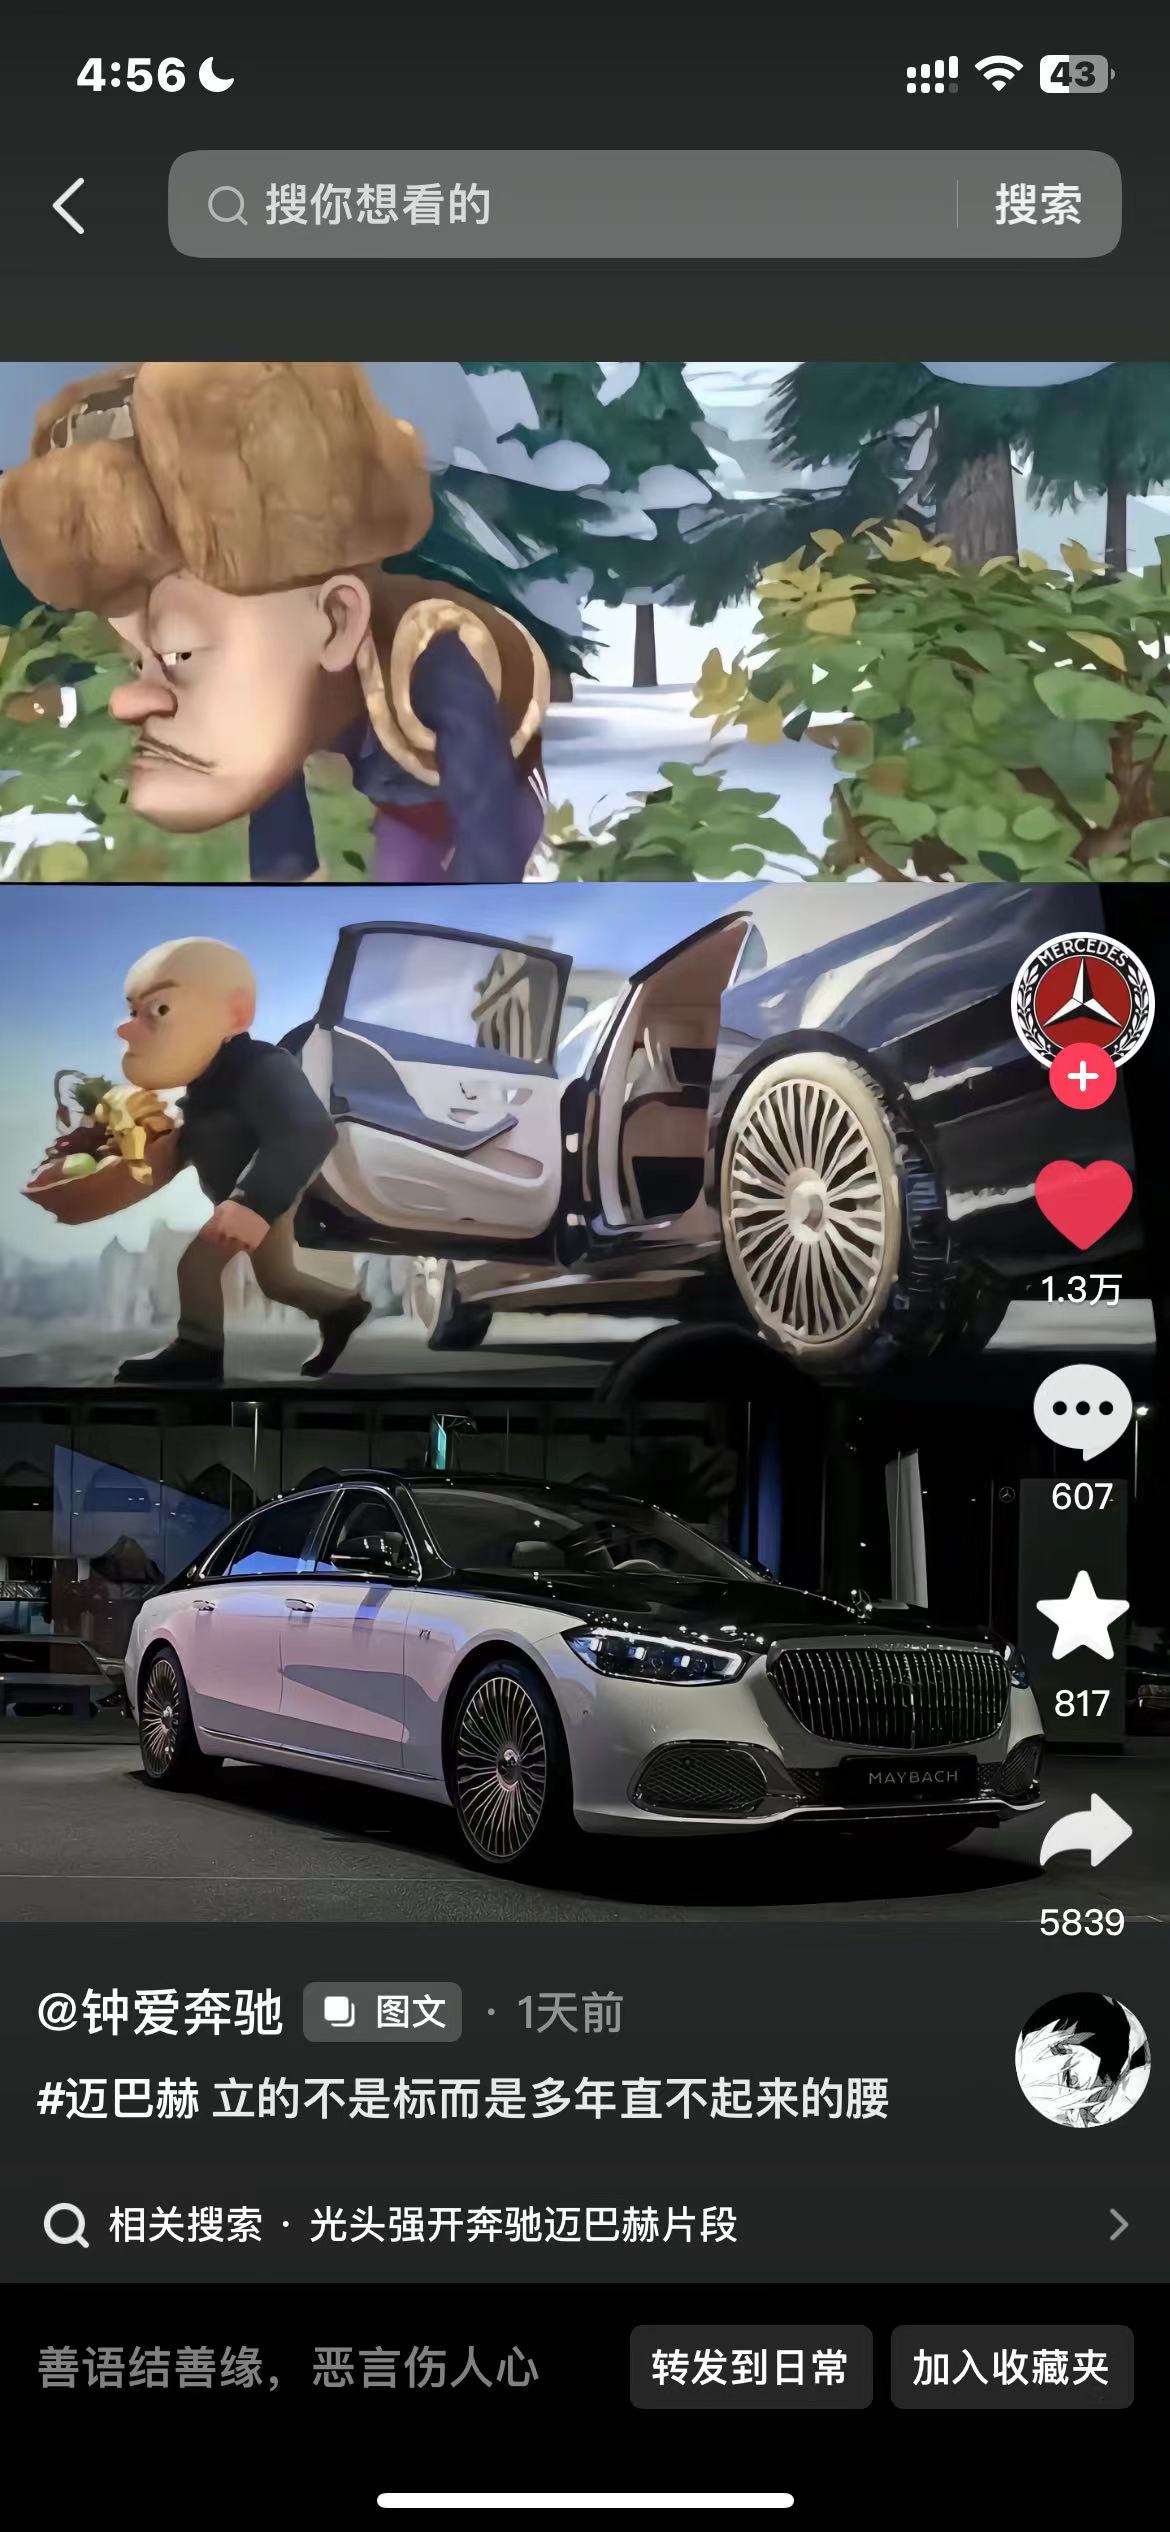 4:56
43
搜你想看的
搜索
MERCEDES
1.3万
607
MAYBACH
817
5839
@钟爱奔驰 图文 · 1天前
#迈巴赫 立的不是标而是多年直不起来的腰
相关搜索 · 光头强开奔驰迈巴赫片段
善语结善缘，恶言伤人心
转发到日常
加入收藏夹